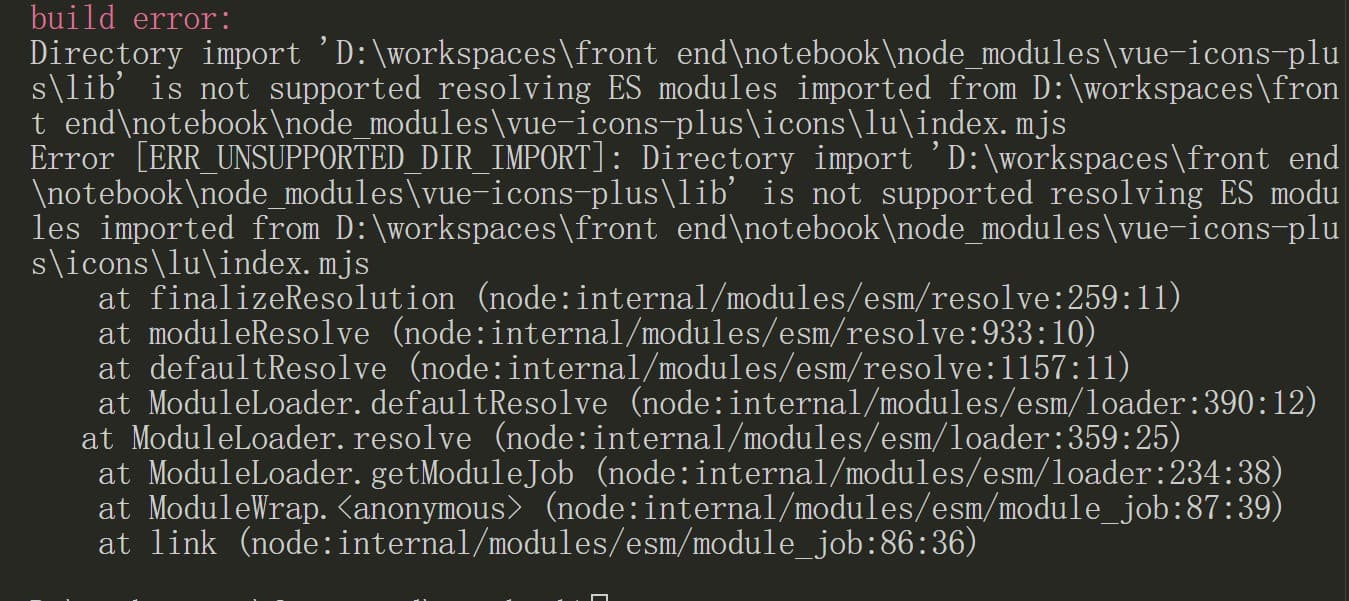 build error:
Directory import 'D:\workspaces\front end\notebook\node_modules\vue-icons-plu
s\lib' is not supported resolving ES modules imported from D:\workspaces\fron
t end\notebook\node_modules\vue-icons-plus\icons\lu\index.mjs
Error [ERR_UNSUPPORTED_DIR_IMPORT]: Directory import 'D:\workspaces\front end
\notebook\node_modules\vue-icons-plus\lib' is not supported resolving ES modu
les imported from D:\workspaces\front end\notebook\node_modules\vue-icons-plu
s\icons\lu\index.mjs
    at finalizeResolution (node:internal/modules/esm/resolve:259:11)
    at moduleResolve (node:internal/modules/esm/resolve:933:10)
    at defaultResolve (node:internal/modules/esm/resolve:1157:11)
    at ModuleLoader.defaultResolve (node:internal/modules/esm/loader:390:12)
   at ModuleLoader.resolve (node:internal/modules/esm/loader:359:25)
    at ModuleLoader.getModuleJob (node:internal/modules/esm/loader:234:38)
    at ModuleWrap.<anonymous> (node:internal/modules/esm/module_job:87:39)
    at link (node:internal/modules/esm/module_job:86:36)